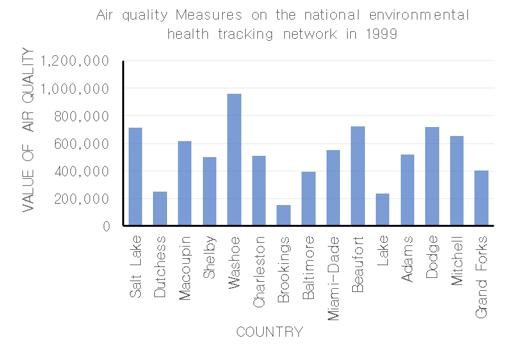 Air quality Measures on the national environmental
health tracking network in 1999
VALUE OF AIR QUALITY
1,200,000
1,000,000
800,000
600,000
400,000
200,000
0
Salt Lake
Dutchess
Macoupin
Shelby
Washoe
Charleston
Brookings
Baltimore
Miami-Dade
Beaufort
Lake
Adams
Dodge
Mitchell
Grand Forks
COUNTRY